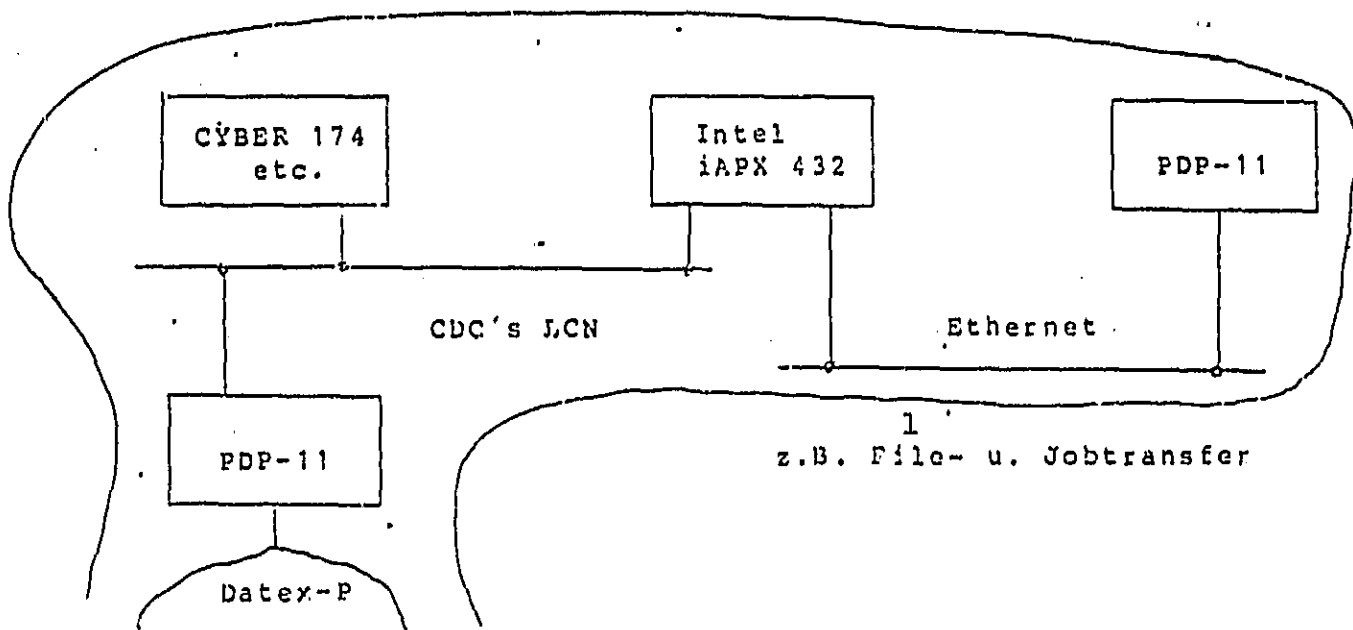 CYBER 174
etc.
Intel
iAPX 432
PDP-11
CDC's LCN
Ethernet
PDP-11
1
z.B. File- u. Jobtransfer
Datex-P